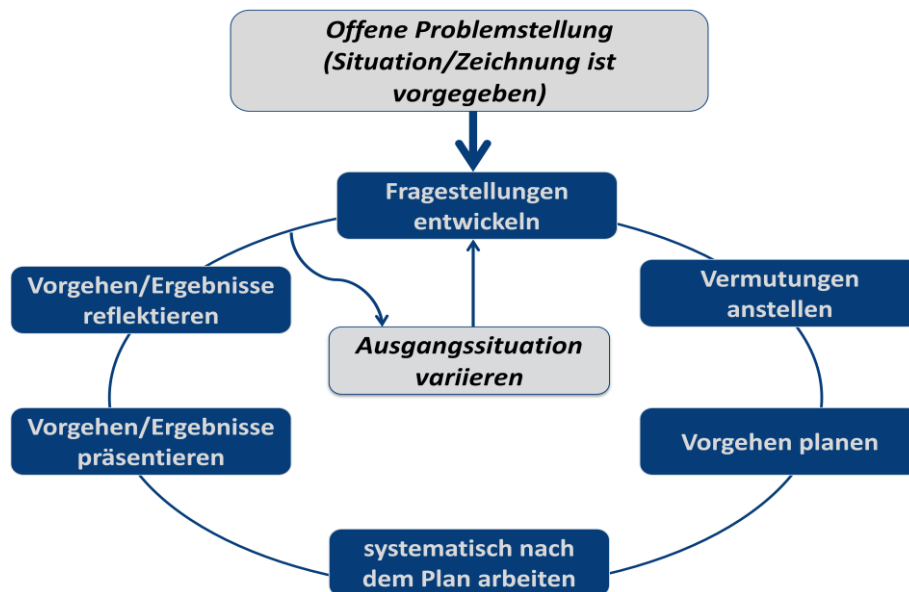 Offene Problemstellung
(Situation/Zeichnung ist
vorgegeben)
Fragestellungen
entwickeln
Vermutungen
anstellen
Vorgehen planen
systematisch nach
dem Plan arbeiten
Vorgehen/Ergebnisse
präsentieren
Vorgehen/Ergebnisse
reflektieren
Ausgangssituation
variieren